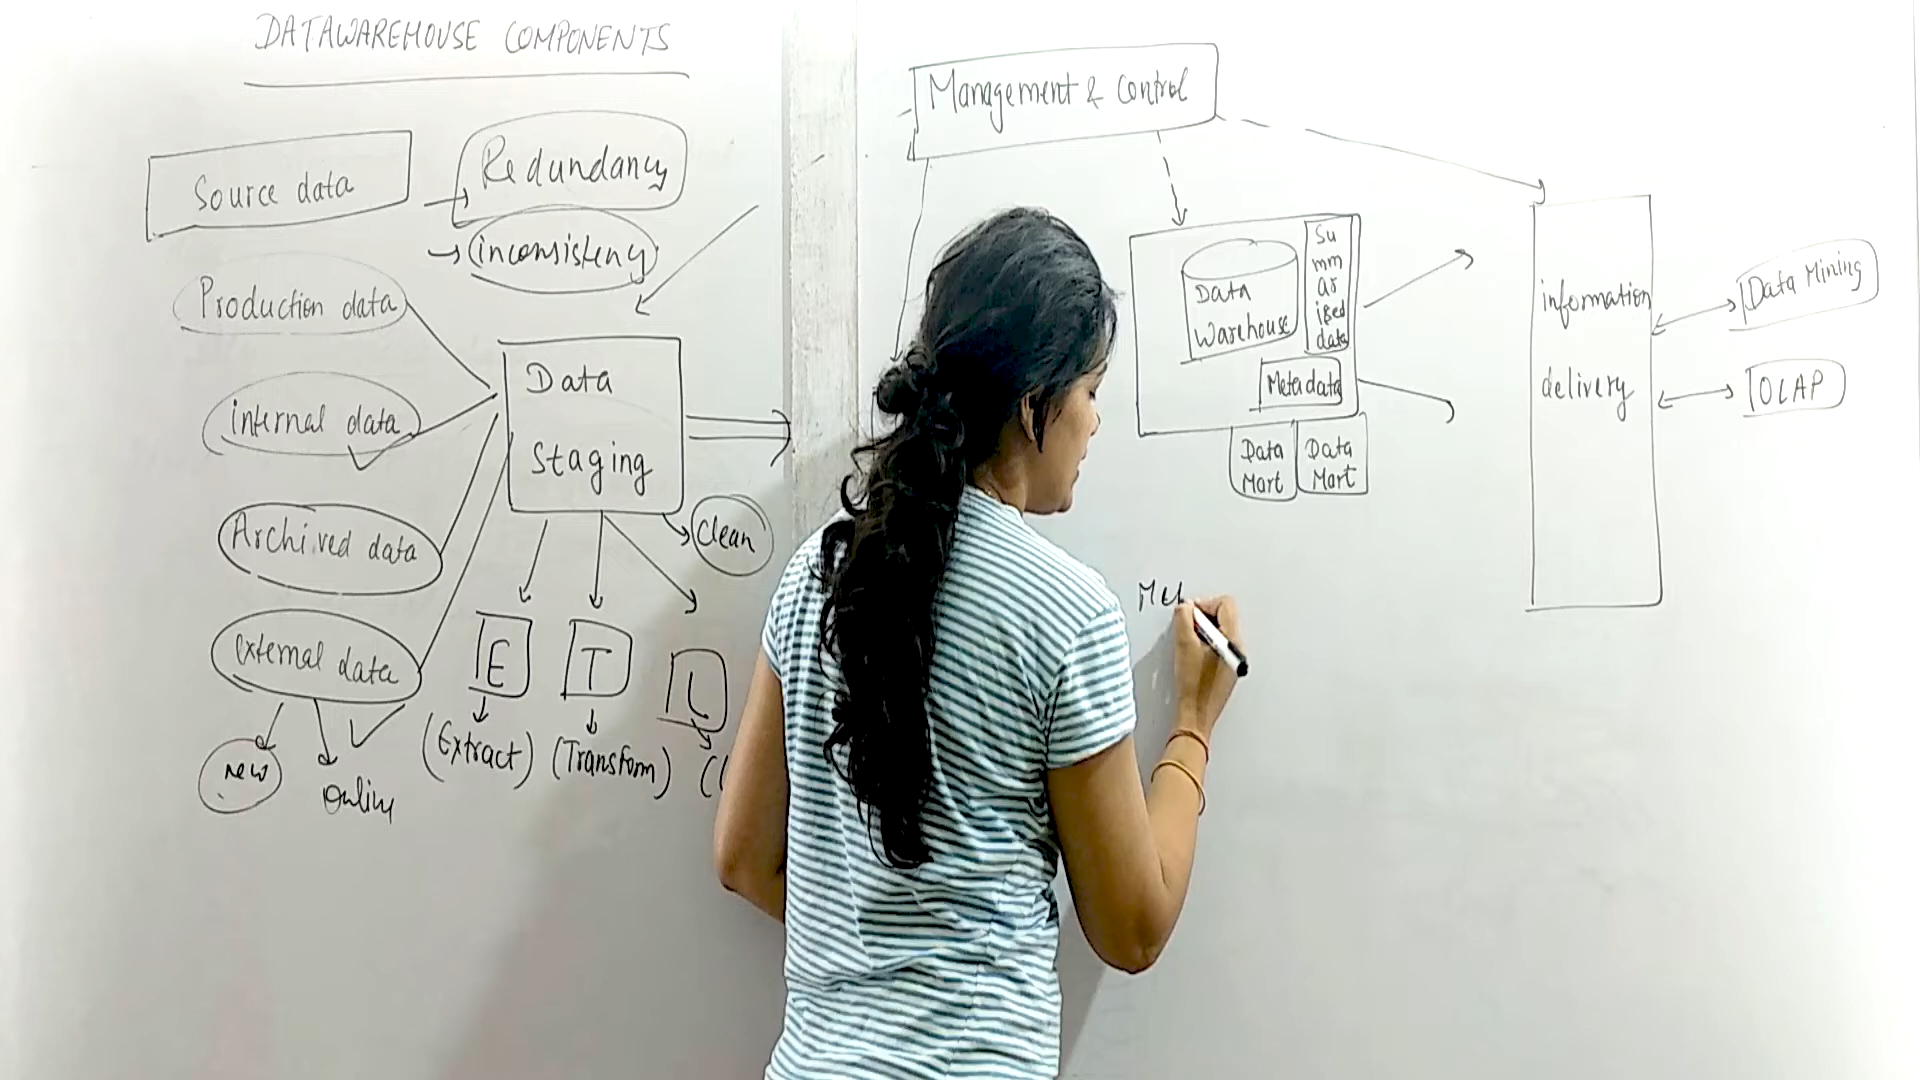 DATAWAREHOUSE COMPONENTS
Source data
Redundancy
inconsistency
Production data
internal data
Archived data
external data
new
Online
Data
Staging
Clean
E
T
L
(Extract)
(Transform)
(
Management & Control
Data
Warehouse
Su
mm
ar
ized
data
Metadata
Data
Mart
Data
Mart
information
delivery
Data Mining
OLAP
Met